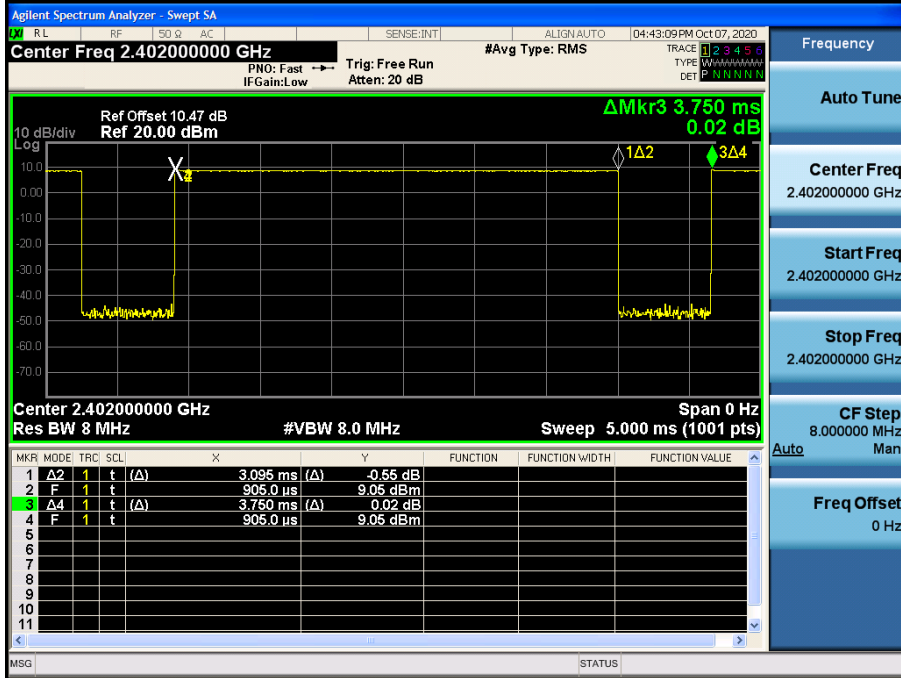 Agilent Spectrum Analyzer - Swept SA
LXI RL RF 50 Ω AC SENSE:INT ALIGN AUTO 04:43:09 PM Oct 07, 2020
Center Freq 2.402000000 GHz
PNO: Fast
IFGain:Low
Trig: Free Run
Atten: 20 dB
#Avg Type: RMS
TRACE 1 2 3 4 5 6
TYPE WWWWWWW
DET P N N N N N
Frequency
Auto Tune
Center Freq
2.402000000 GHz
Start Freq
2.402000000 GHz
Stop Freq
2.402000000 GHz
CF Step
8.000000 MHz
Auto Man
Freq Offset
0 Hz
ΔMkr3 3.750 ms
0.02 dB
Ref Offset 10.47 dB
10 dB/div Ref 20.00 dBm
Log
1Δ2 3Δ4
10.0
0.00
-10.0
-20.0
-30.0
-40.0
-50.0
-60.0
-70.0
Center 2.402000000 GHz Span 0 Hz
Res BW 8 MHz #VBW 8.0 MHz Sweep 5.000 ms (1001 pts)
MKR MODE TRC SCL X Y FUNCTION FUNCTION WIDTH FUNCTION VALUE
1 Δ2 1 t (Δ) 3.095 ms (Δ) -0.55 dB
2 F 1 t 905.0 µs 9.05 dBm
3 Δ4 1 t (Δ) 3.750 ms (Δ) 0.02 dB
4 F 1 t 905.0 µs 9.05 dBm
5
6
7
8
9
10
11
MSG STATUS